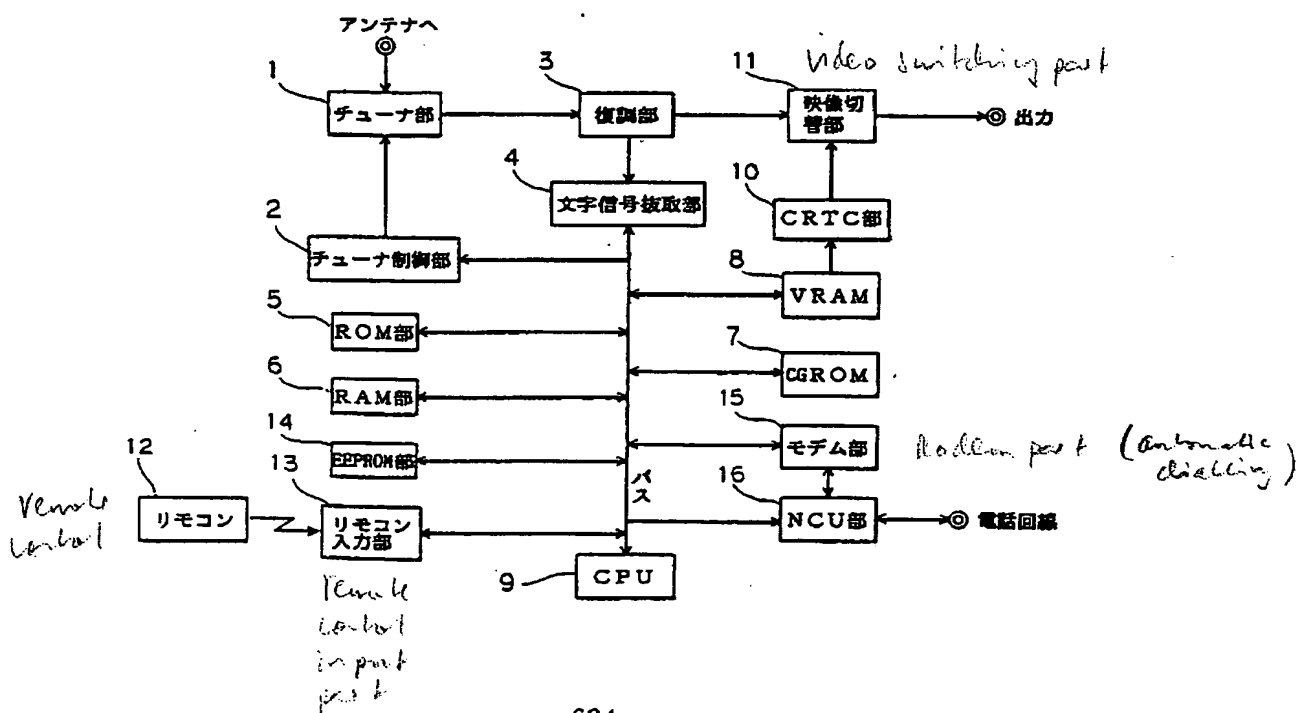 アンテナへ
1
チューナ部
3
復調部
11
video switching part
映像切
替部
出力
4
文字信号抜取部
10
CRTC部
2
チューナ制御部
8
VRAM
5
ROM部
7
CGROM
6
RAM部
15
モデム部
Modem part (automatic
dialling)
14
EEPROM部
バス
16
NCU部
電話回線
12
リモコン
remote
control
13
リモコン
入力部
9
CPU
remote
control
input
part